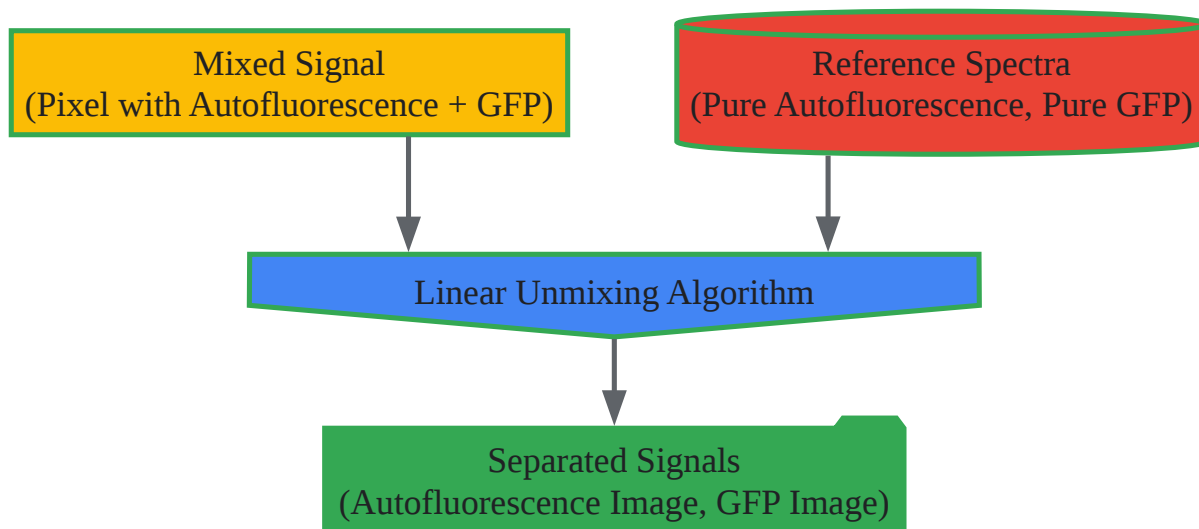 Mixed Signal
(Pixel with Autofluorescence + GFP)
Reference Spectra
(Pure Autofluorescence, Pure GFP)
Linear Unmixing Algorithm
Separated Signals
(Autofluorescence Image, GFP Image)